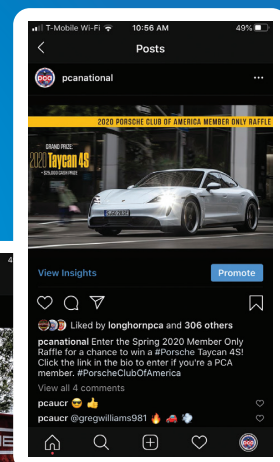 T-Mobile Wi-Fi 10:56 AM 49%
Posts
pcanational
2020 PORSCHE CLUB OF AMERICA MEMBER ONLY RAFFLE
GRAND PRIZE:
2020 Taycan 4S
+ $25,000 CASH PRIZE
View Insights Promote
Liked by longhornpca and 306 others
pcanational Enter the Spring 2020 Member Only
Raffle for a chance to win a #Porsche Taycan 4S!
Click the link in the bio to enter if you're a PCA
member. #PorscheClubOfAmerica
View all 4 comments
pcaucr 😎 👍
pcaucr @gregwilliams981 🔥 🚗 💨